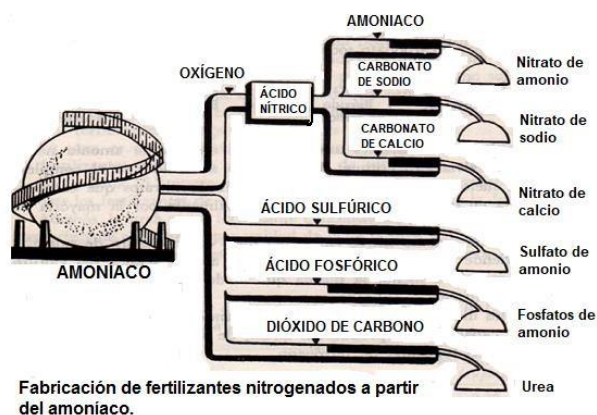 AMONIACO
OXÍGENO
CARBONATO
DE SODIO
ÁCIDO
NÍTRICO
CARBONATO
DE CALCIO
Nitrato de
amonio
Nitrato de
sodio
Nitrato de
calcio
AMONÍACO
ÁCIDO SULFÚRICO
Sulfato de
amonio
ÁCIDO FOSFÓRICO
Fosfatos de
amonio
DIÓXIDO DE CARBONO
Urea
Fabricación de fertilizantes nitrogenados a partir
del amoníaco.